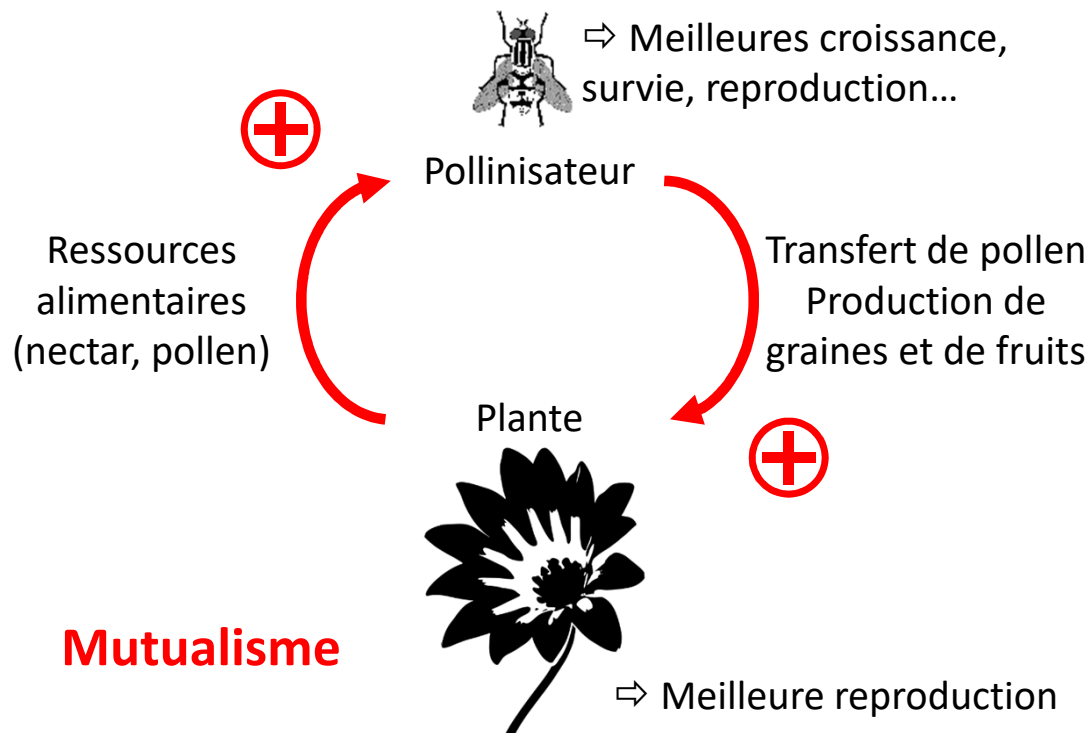 ⇨ Meilleures croissance,
survie, reproduction…
Pollinisateur
Ressources
alimentaires
(nectar, pollen)
Transfert de pollen
Production de
graines et de fruits
Plante
Mutualisme
⇨ Meilleure reproduction